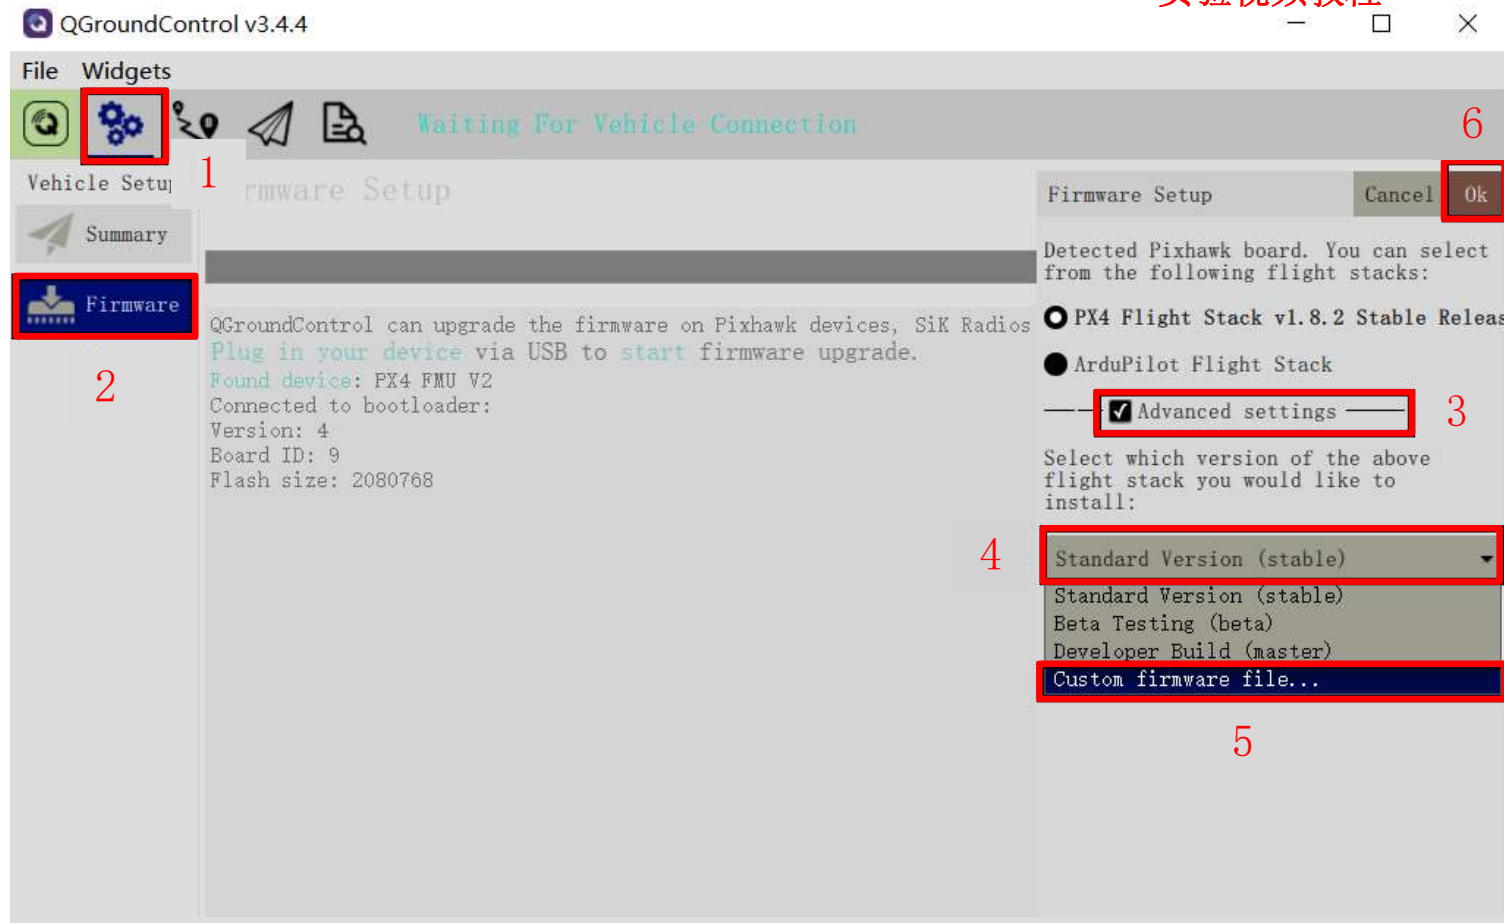 QGroundControl v3.4.4
File Widgets
Waiting For Vehicle Connection
6
1
Vehicle Setup
rmware Setup
Summary
Firmware
2
QGroundControl can upgrade the firmware on Pixhawk devices, SiK Radios
Plug in your device via USB to start firmware upgrade.
Found device: PX4 FMU V2
Connected to bootloader:
Version: 4
Board ID: 9
Flash size: 2080768
Firmware Setup
Cancel
Ok
Detected Pixhawk board. You can select
from the following flight stacks:
PX4 Flight Stack v1.8.2 Stable Releas
ArduPilot Flight Stack
Advanced settings
3
Select which version of the above
flight stack you would like to
install:
4
Standard Version (stable)
Standard Version (stable)
Beta Testing (beta)
Developer Build (master)
Custom firmware file...
5